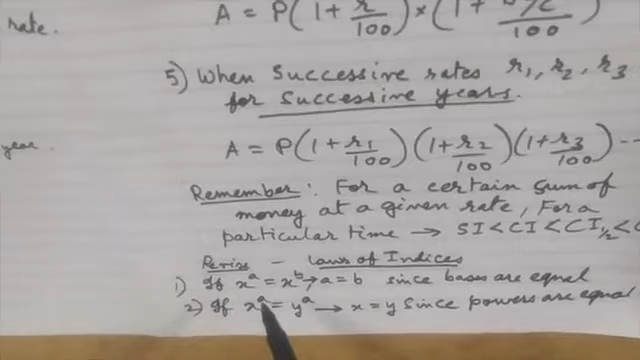 rate.
A = P(1 + r/100) × (1 +
/100)
5) When Successive rates r1, r2, r3
for Successive years.
year.
A = P(1 + r1/100)(1 + r2/100)(1 + r3/100) ---
Remember: For a certain sum of
money at a given rate, For a
particular time → SI < CI < CI1/2 < C
Revise - Laws of Indices
1) If x^a = x^b → a = b since bases are equal
2) If x^a = y^a → x = y Since powers are equal